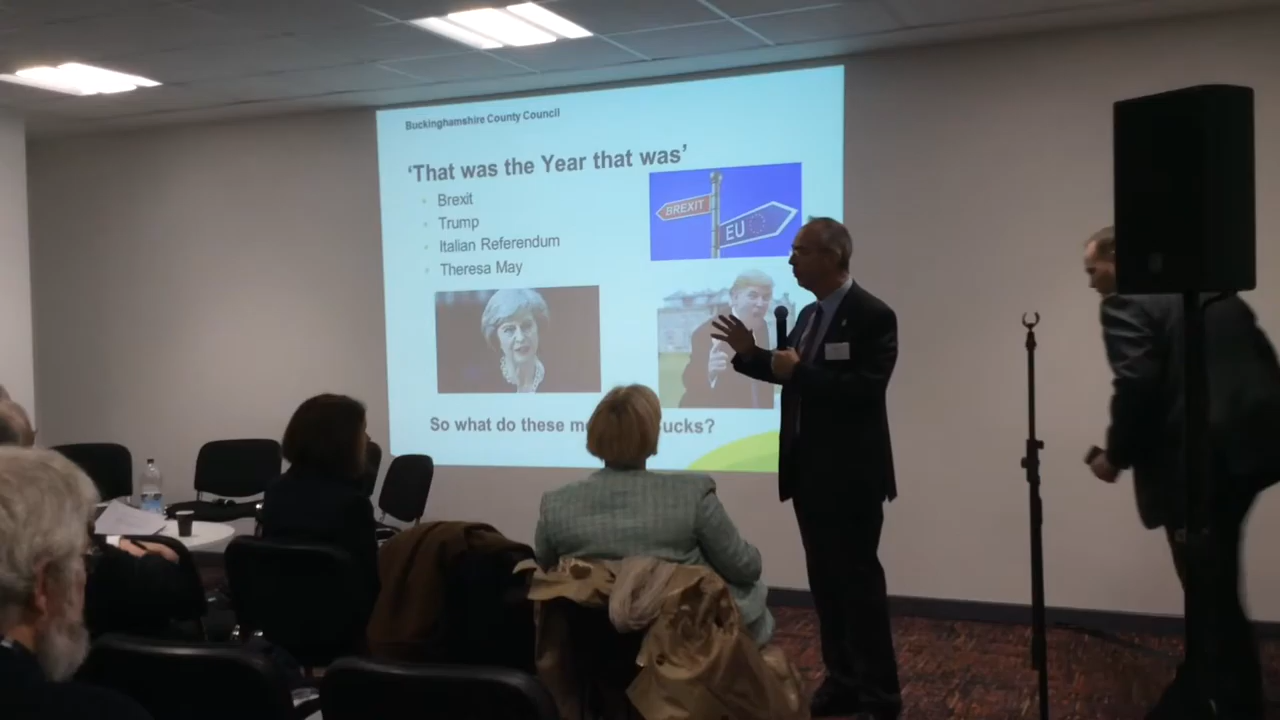 Buckinghamshire County Council
‘That was the Year that was’
Brexit
Trump
Italian Referendum
Theresa May
BREXIT
EU
So what do these